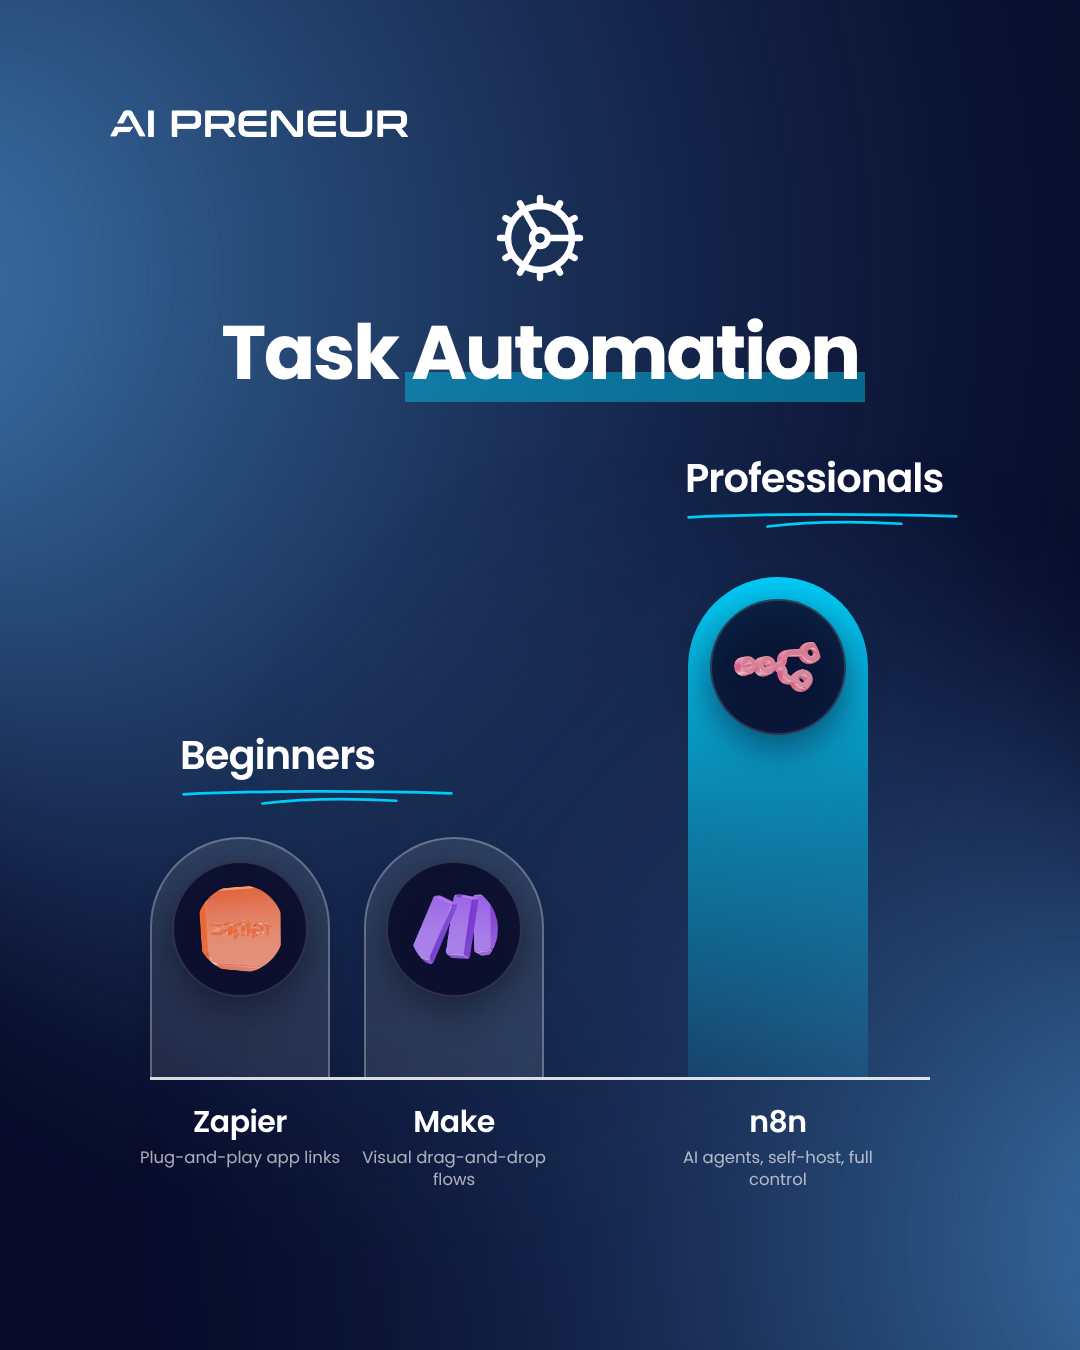 AI PRENEUR
Task Automation
Professionals
Beginners
zapier
Zapier
Plug-and-play app links
Make
Visual drag-and-drop
flows
n8n
AI agents, self-host, full
control